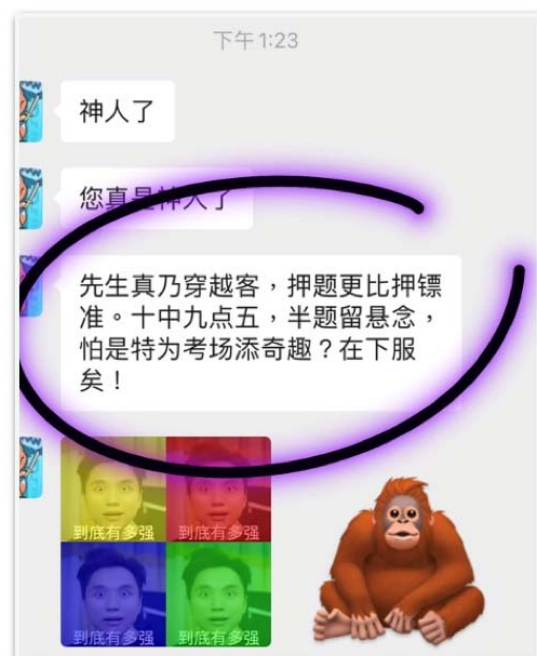 下午1:23
神人了
您真是神人了
先生真乃穿越客，押题更比押镖
准。十中九点五，半题留悬念，
怕是特为考场添奇趣？在下服
矣！
到底有多强
到底有多强
到底有多强
到底有多强